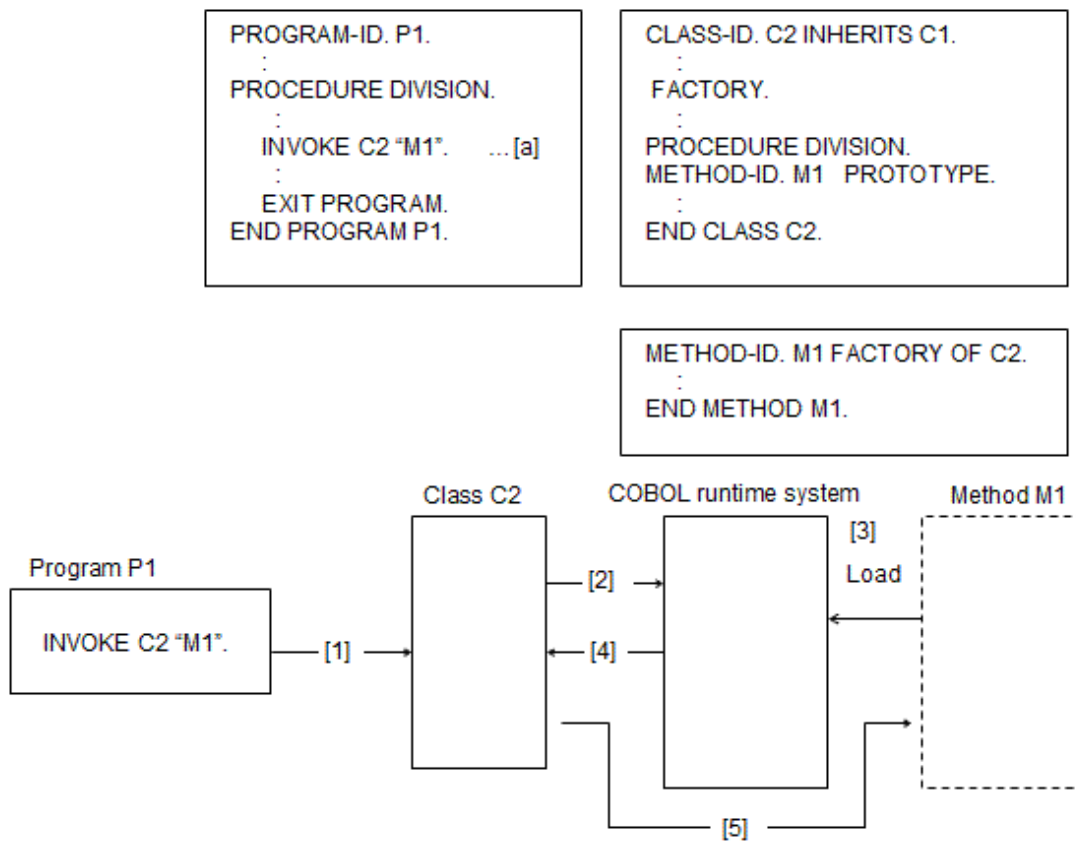 PROGRAM-ID. P1.
:
PROCEDURE DIVISION.
:
INVOKE C2 “M1”. ...[a]
:
EXIT PROGRAM.
END PROGRAM P1.
CLASS-ID. C2 INHERITS C1.
:
FACTORY.
:
PROCEDURE DIVISION.
METHOD-ID. M1 PROTOTYPE.
:
END CLASS C2.
METHOD-ID. M1 FACTORY OF C2.
:
END METHOD M1.
Class C2
COBOL runtime system
Method M1
[3]
Load
Program P1
[2]
INVOKE C2 “M1”.
[1]
[4]
[5]